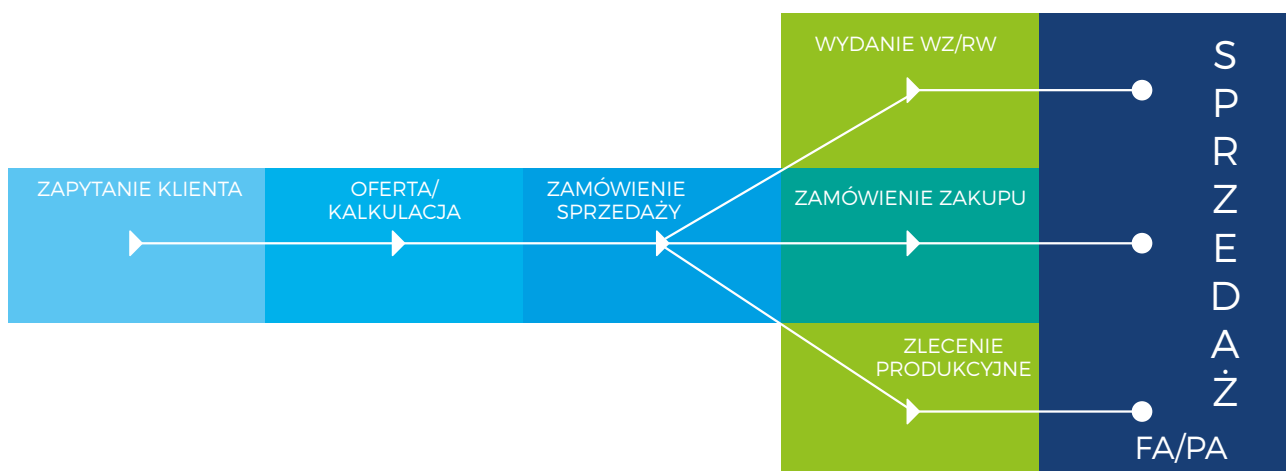 WYDANIE WZ/RW
ZAPYTANIE KLIENTA
OFERTA/
KALKULACJA
ZAMÓWIENIE
SPRZEDAŻY
ZAMÓWIENIE ZAKUPU
ZLECENIE
PRODUKCYJNE
S
P
R
Z
E
D
A
Ż
FA/PA